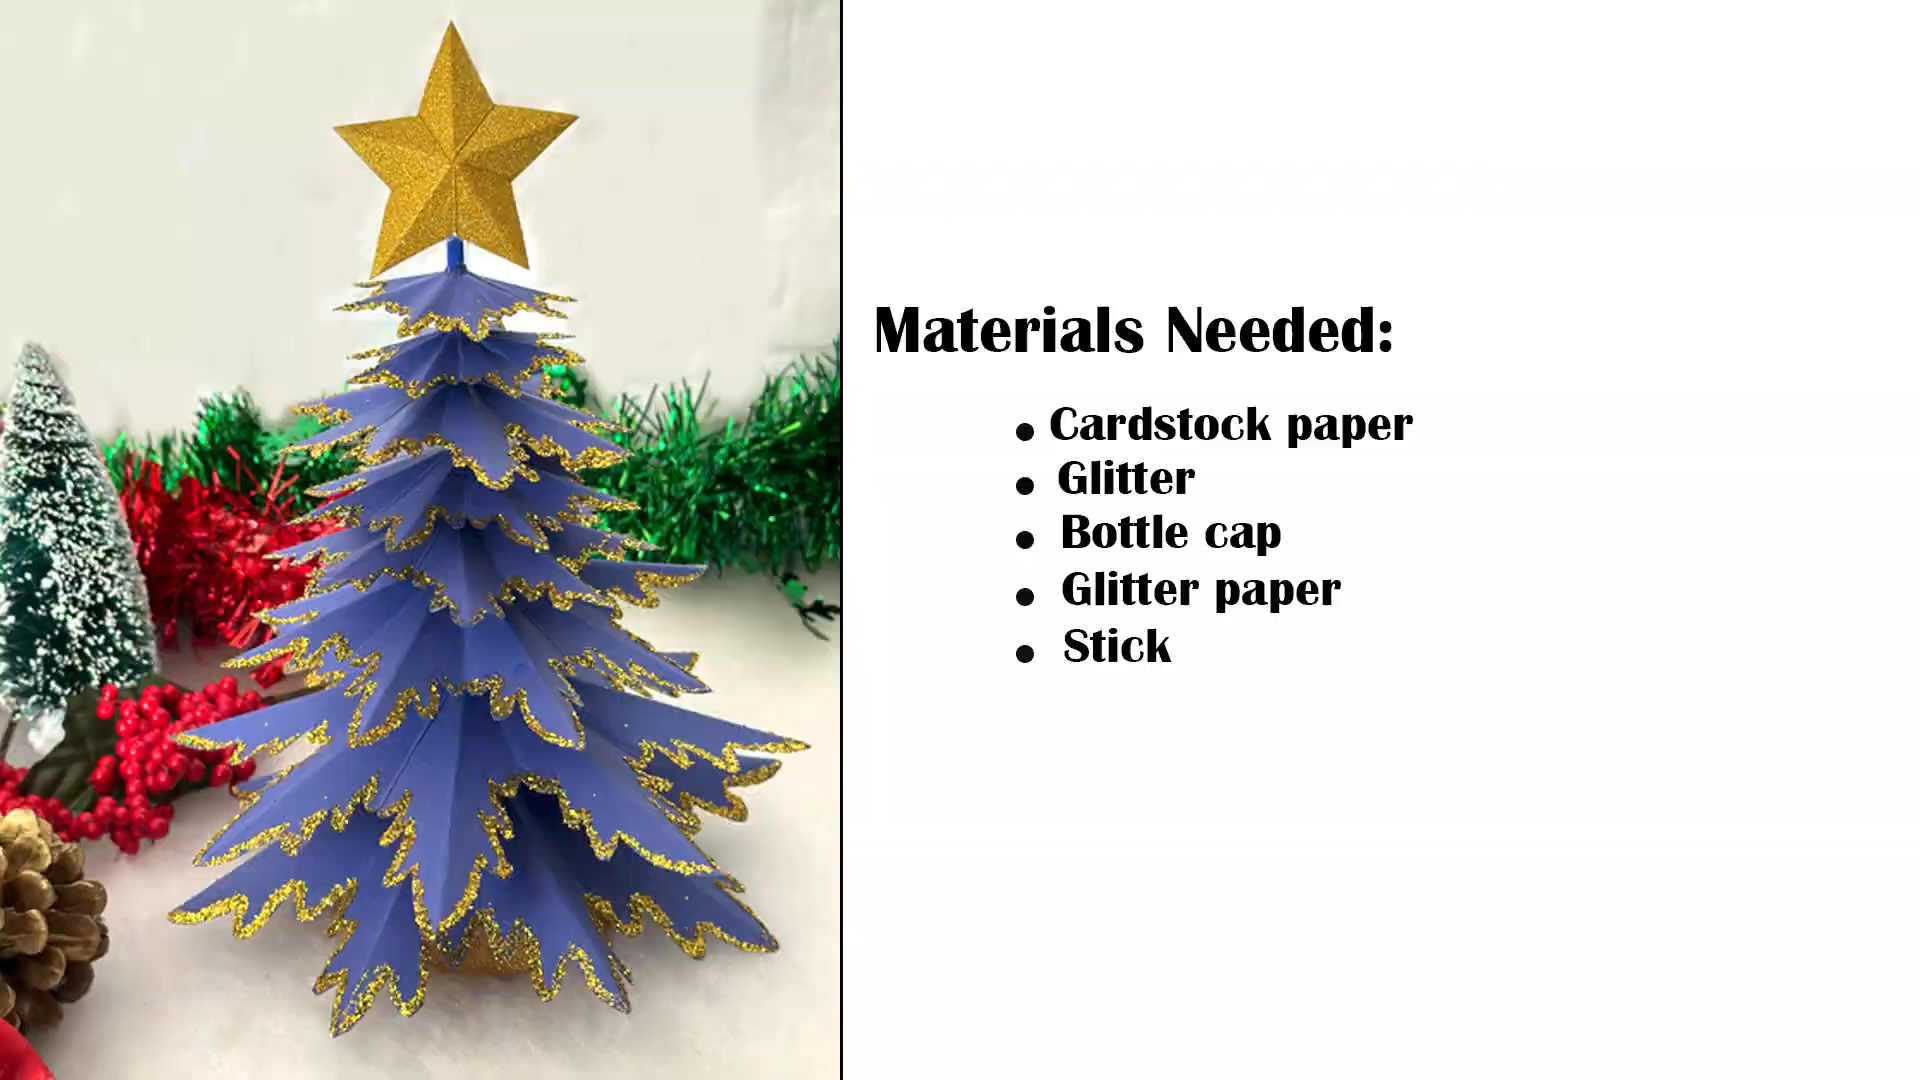 Materials Needed:
• Cardstock paper
• Glitter
• Bottle cap
• Glitter paper
• Stick